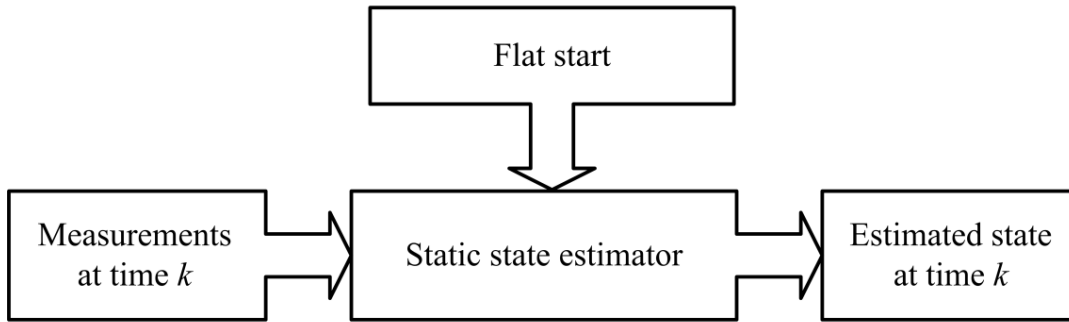 Flat start
Measurements
at time k
Static state estimator
Estimated state
at time k